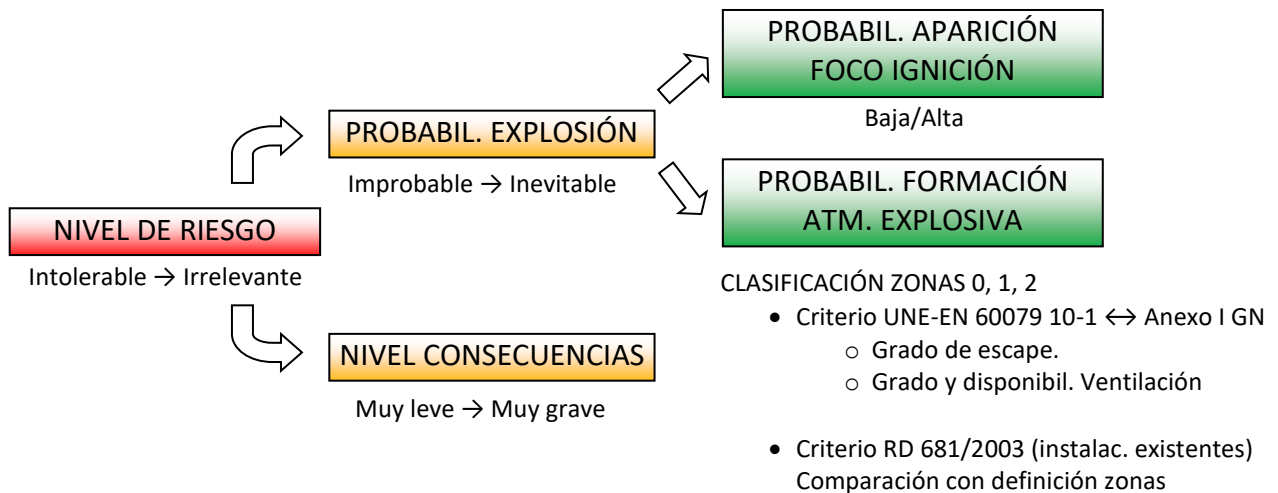 PROBABIL. APARICIÓN
FOCO IGNICIÓN
Baja/Alta
PROBABIL. EXPLOSIÓN
Improbable → Inevitable
PROBABIL. FORMACIÓN
ATM. EXPLOSIVA
NIVEL DE RIESGO
Intolerable → Irrelevante
CLASIFICACIÓN ZONAS 0, 1, 2
• Criterio UNE-EN 60079 10-1 ↔ Anexo I GN
o Grado de escape.
o Grado y disponibil. Ventilación
NIVEL CONSECUENCIAS
Muy leve → Muy grave
• Criterio RD 681/2003 (instalac. existentes)
Comparación con definición zonas